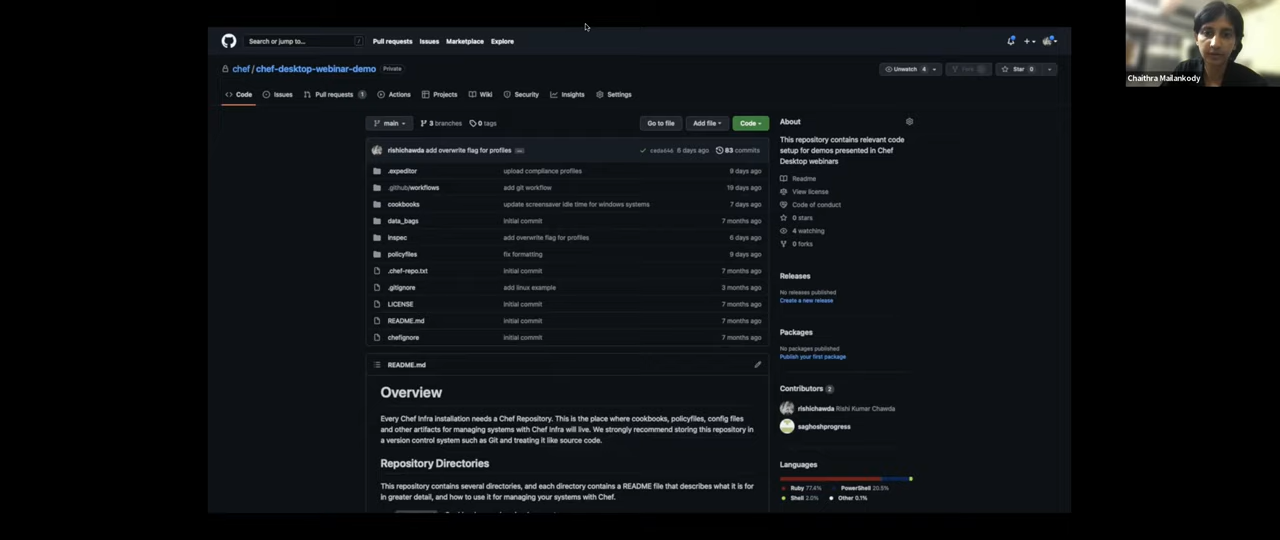 Search or jump to... /
Pull requests Issues Marketplace Explore
Chaithra Mailankody
chef / chef-desktop-webinar-demo Private
Unwatch 4 Fork Star 0
Code Issues Pull requests 1 Actions Projects Wiki Security Insights Settings
main 3 branches 0 tags Go to file Add file Code
rishichawda add overwrite flag for profiles 6 days ago 83 commits
.expeditor upload compliance profiles 9 days ago
.github/workflows add git workflow 19 days ago
cookbooks update screensaver idle time for windows systems 7 days ago
data_bags initial commit 7 months ago
inspec add overwrite flag for profiles 6 days ago
policyfiles fix formatting 9 days ago
.chef-repo.txt initial commit 7 months ago
.gitignore add linux example 3 months ago
LICENSE initial commit 7 months ago
README.md initial commit 7 months ago
chefignore initial commit 7 months ago
README.md
Overview
Every Chef Infra installation needs a Chef Repository. This is the place where cookbooks, policyfiles, config files
and other artifacts for managing systems with Chef Infra will live. We strongly recommend storing this repository in
a version control system such as Git and treating it like source code.
Repository Directories
This repository contains several directories, and each directory contains a README file that describes what it is for
in greater detail, and how to use it for managing your systems with Chef.
About
This repository contains relevant code
setup for demos presented in Chef
Desktop webinars
Readme
View license
Code of conduct
0 stars
4 watching
0 forks
Releases
No releases published
Create a new release
Packages
No packages published
Publish your first package
Contributors 2
rishichawda Rishi Kumar Chawda
saghoshprogress
Languages
Ruby 77.4% PowerShell 20.5%
Shell 2.0% Other 0.1%